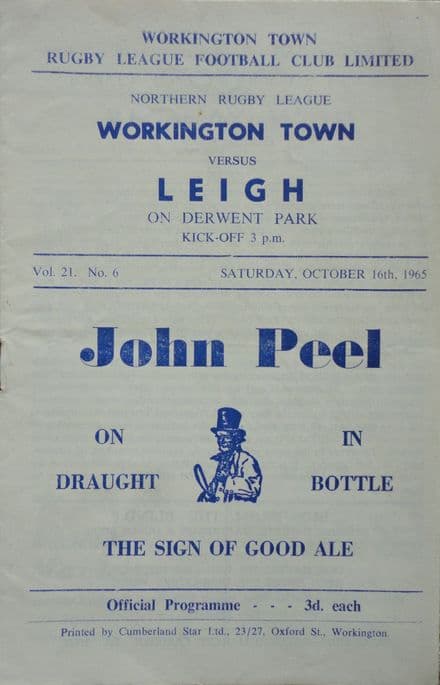 WORKINGTON TOWN
RUGBY LEAGUE FOOTBALL CLUB LIMITED
NORTHERN RUGBY LEAGUE
WORKINGTON TOWN
VERSUS
LEIGH
ON DERWENT PARK
KICK-OFF 3 p.m.
Vol. 21. No. 6 SATURDAY, OCTOBER 16th, 1965
John Peel
ON IN
DRAUGHT BOTTLE
THE SIGN OF GOOD ALE
Official Programme - - - 3d. each
Printed by Cumberland Star Ltd., 23/27, Oxford St., Workington.